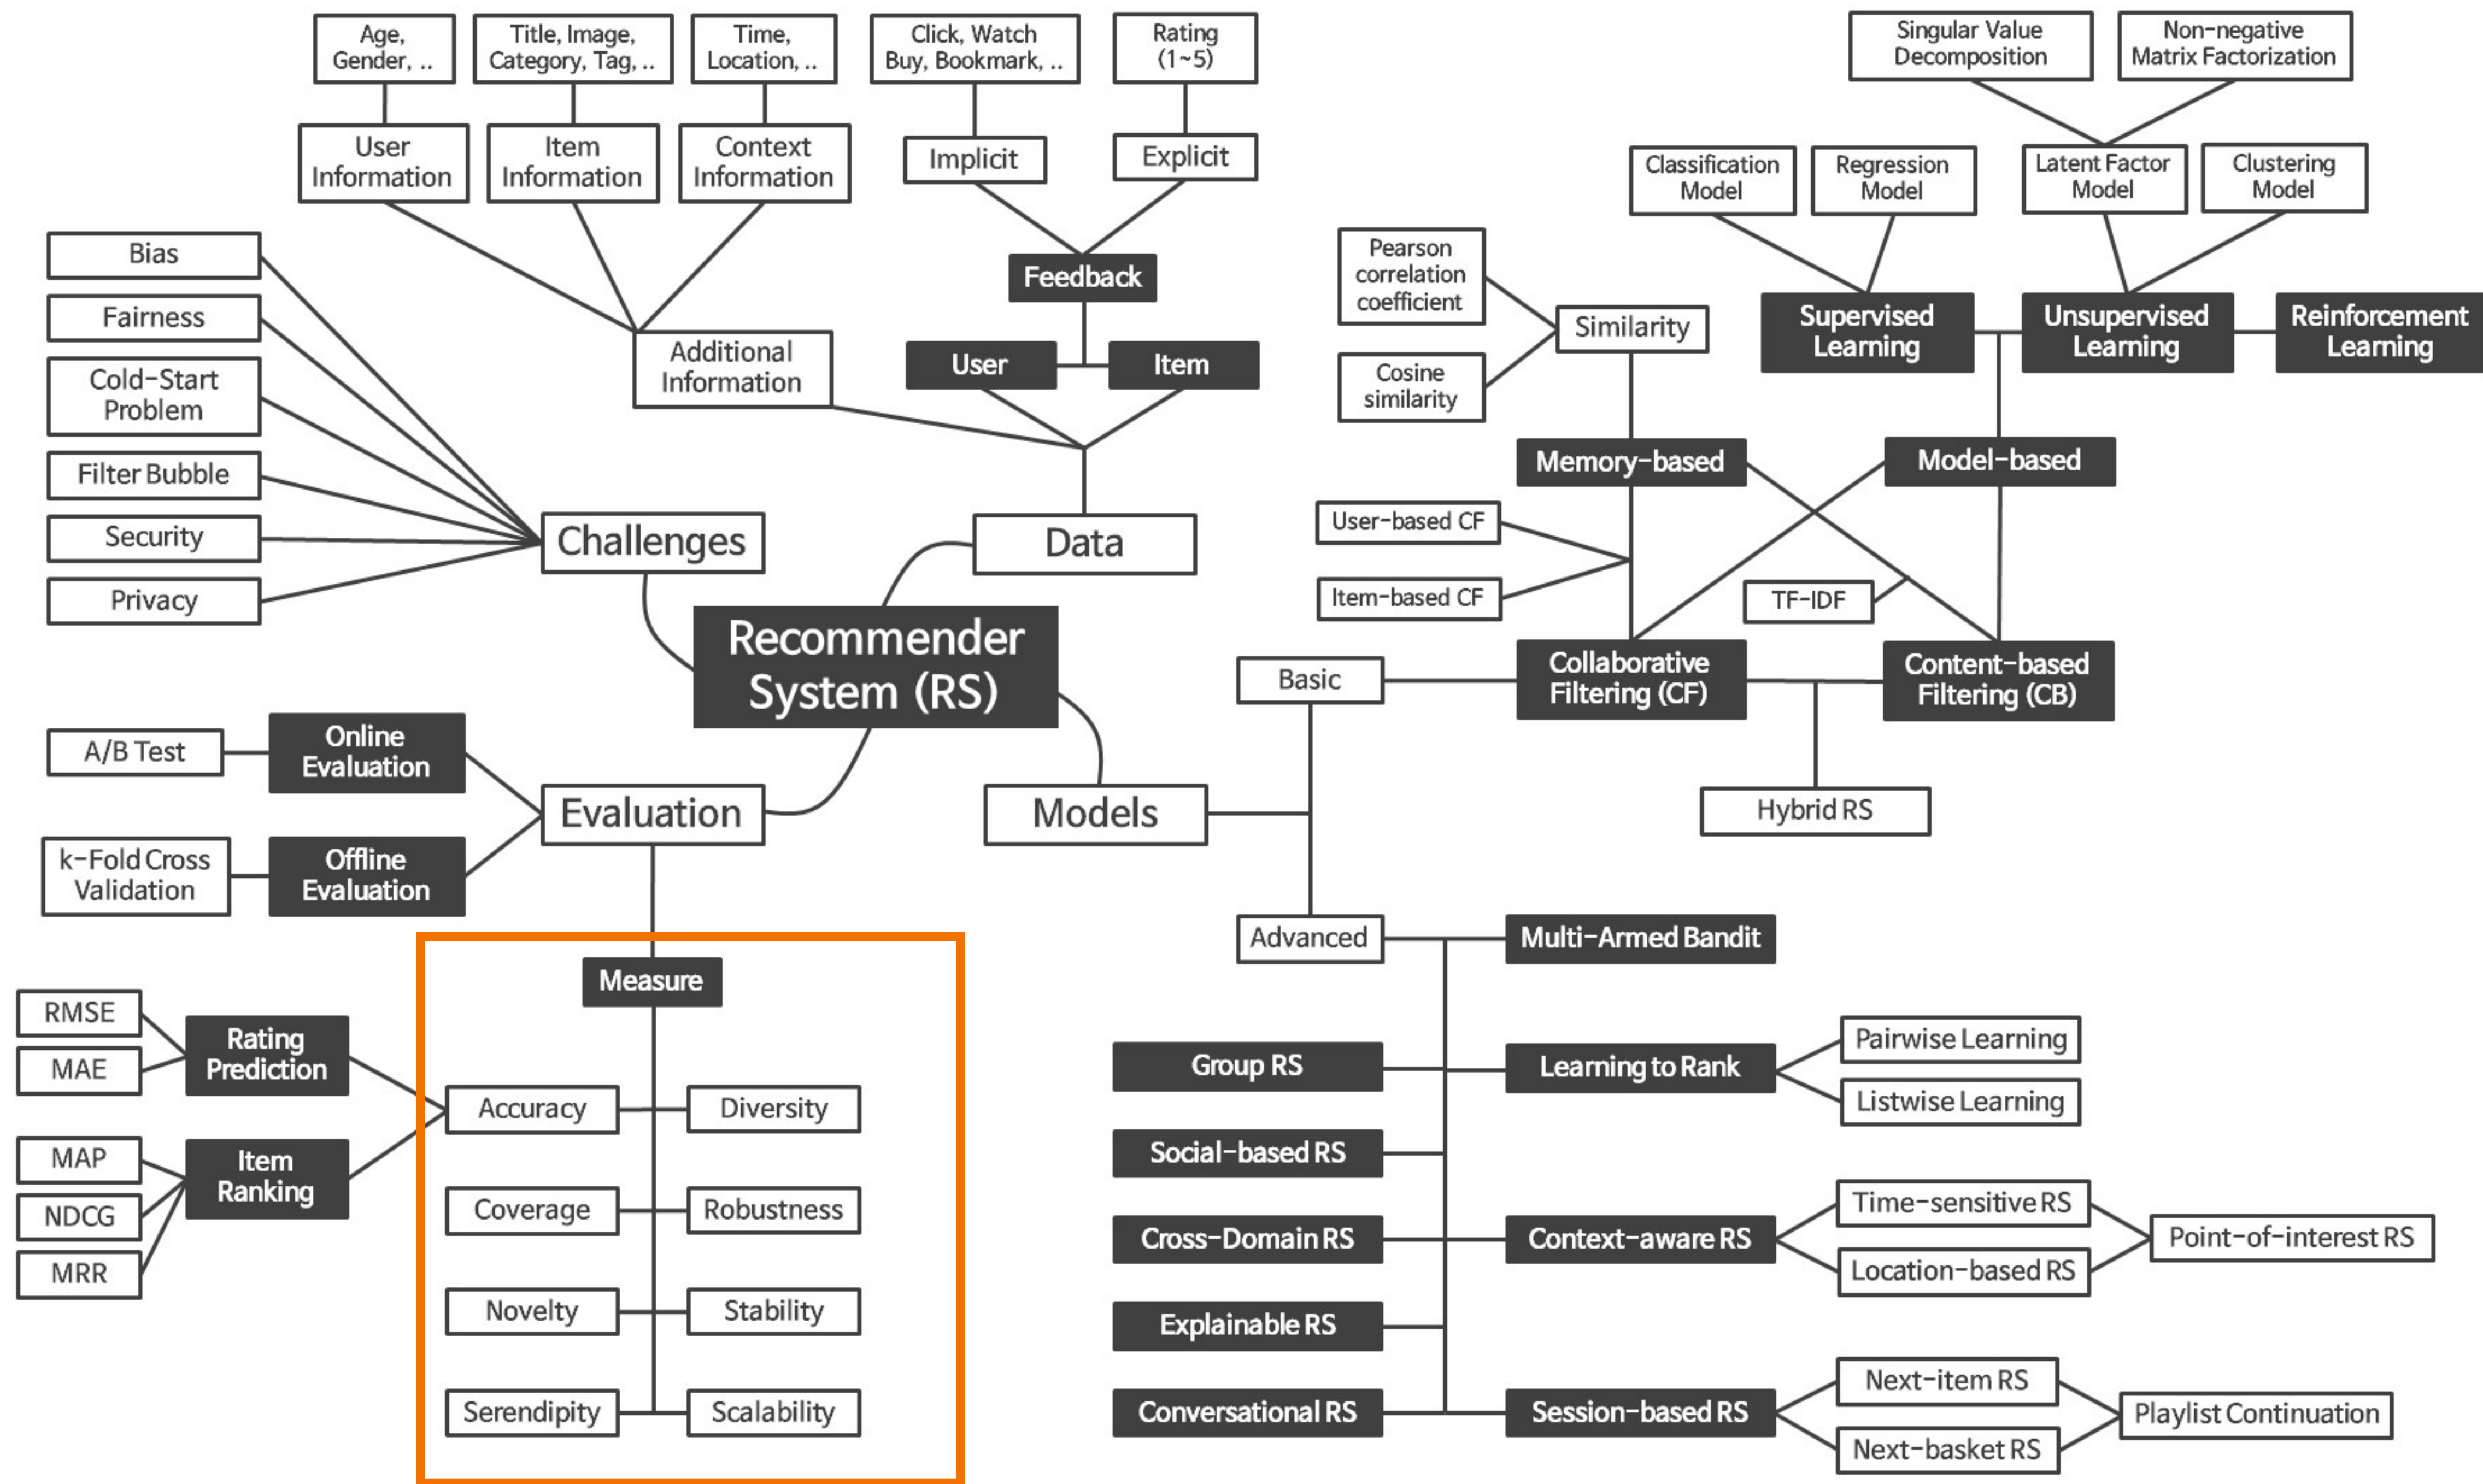 Age,
Gender, ..
Title, Image,
Category, Tag, ..
Time,
Location, ..
Click, Watch
Buy, Bookmark, ..
Rating
(1~5)
Singular Value
Decomposition
Non-negative
Matrix Factorization
User
Information
Item
Information
Context
Information
Implicit
Explicit
Classification
Model
Regression
Model
Latent Factor
Model
Clustering
Model
Bias
Fairness
Cold-Start
Problem
Filter Bubble
Security
Privacy
Feedback
Additional
Information
User
Item
Pearson
correlation
coefficient
Cosine
similarity
Similarity
Supervised
Learning
Unsupervised
Learning
Reinforcement
Learning
Memory-based
Model-based
User-based CF
Item-based CF
TF-IDF
Challenges
Data
Recommender
System (RS)
Basic
Collaborative
Filtering (CF)
Content-based
Filtering (CB)
Hybrid RS
A/B Test
Online
Evaluation
k-Fold Cross
Validation
Offline
Evaluation
Evaluation
Models
Advanced
Multi-Armed Bandit
Measure
RMSE
MAE
Rating
Prediction
MAP
NDCG
MRR
Item
Ranking
Accuracy
Diversity
Coverage
Robustness
Novelty
Stability
Serendipity
Scalability
Group RS
Learning to Rank
Pairwise Learning
Listwise Learning
Social-based RS
Cross-Domain RS
Context-aware RS
Time-sensitive RS
Location-based RS
Point-of-interest RS
Explainable RS
Conversational RS
Session-based RS
Next-item RS
Next-basket RS
Playlist Continuation